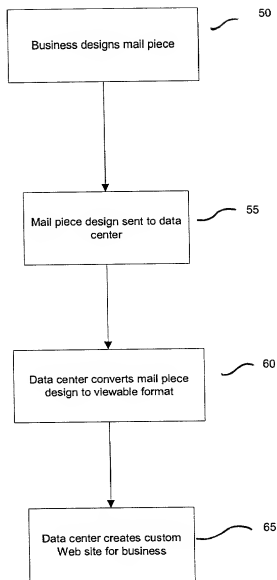 50
Business designs mail piece
55
Mail piece design sent to data
center
60
Data center converts mail piece
design to viewable format
65
Data center creates custom
Web site for business